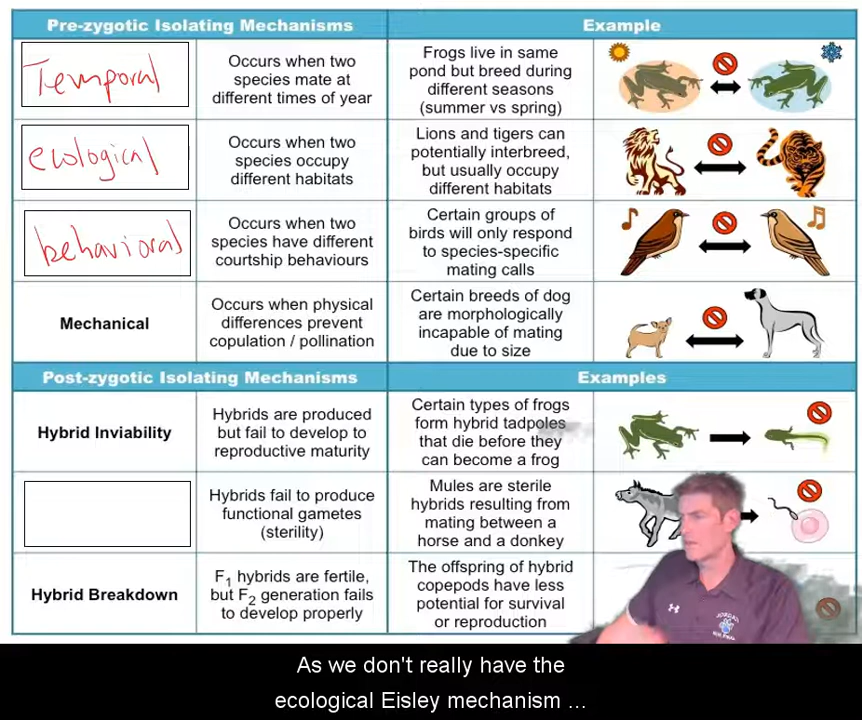 Pre-zygotic Isolating Mechanisms
Example
Temporal
Occurs when two
species mate at
different times of year
Frogs live in same
pond but breed during
different seasons
(summer vs spring)
ecological
Occurs when two
species occupy
different habitats
Lions and tigers can
potentially interbreed,
but usually occupy
different habitats
behavioral
Occurs when two
species have different
courtship behaviours
Certain groups of
birds will only respond
to species-specific
mating calls
Mechanical
Occurs when physical
differences prevent
copulation / pollination
Certain breeds of dog
are morphologically
incapable of mating
due to size
Post-zygotic Isolating Mechanisms
Examples
Hybrid Inviability
Hybrids are produced
but fail to develop to
reproductive maturity
Certain types of frogs
form hybrid tadpoles
that die before they
can become a frog
Hybrids fail to produce
functional gametes
(sterility)
Mules are sterile
hybrids resulting from
mating between a
horse and a donkey
Hybrid Breakdown
F₁ hybrids are fertile,
but F₂ generation fails
to develop properly
The offspring of hybrid
copepods have less
potential for survival
or reproduction
As we don't really have the
ecological Eisley mechanism ...